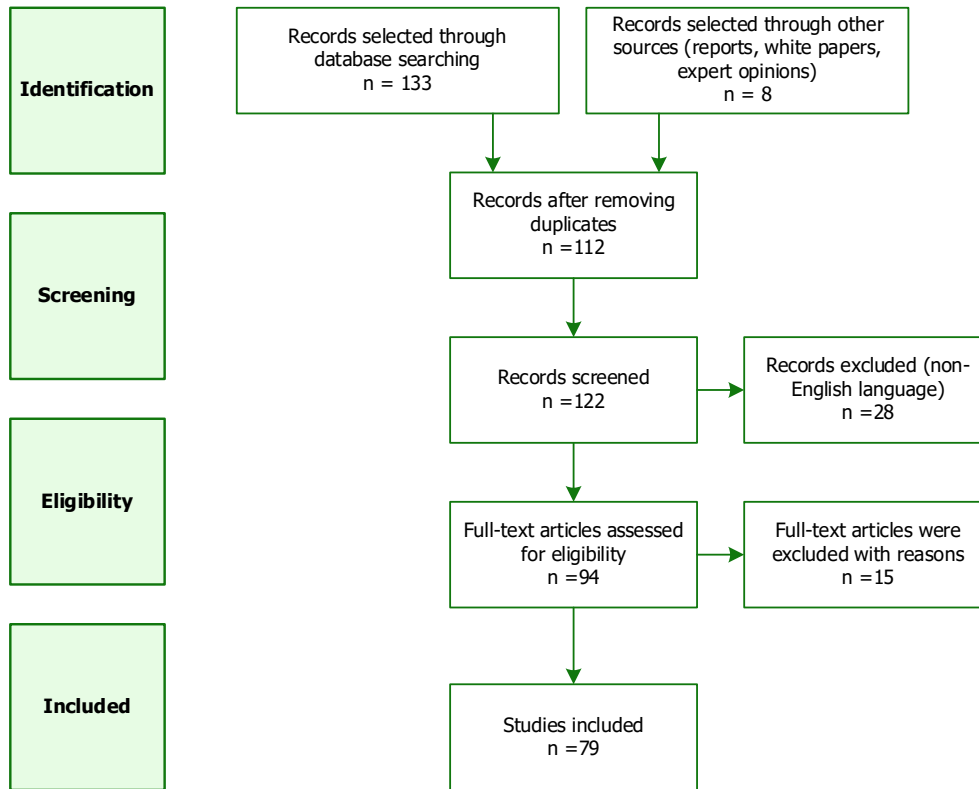 Identification
Records selected through
database searching
n = 133
Records selected through other
sources (reports, white papers,
expert opinions)
n = 8
Records after removing
duplicates
n =112
Screening
Records screened
n =122
Records excluded (non-
English language)
n =28
Eligibility
Full-text articles assessed
for eligibility
n =94
Full-text articles were
excluded with reasons
n =15
Included
Studies included
n =79